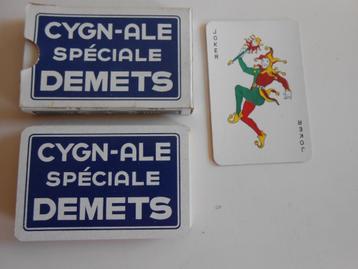 CYGN-ALE
SPÉCIALE
DEMETS
JOKER
JOKER
CYGN-ALE
SPÉCIALE
DEMETS